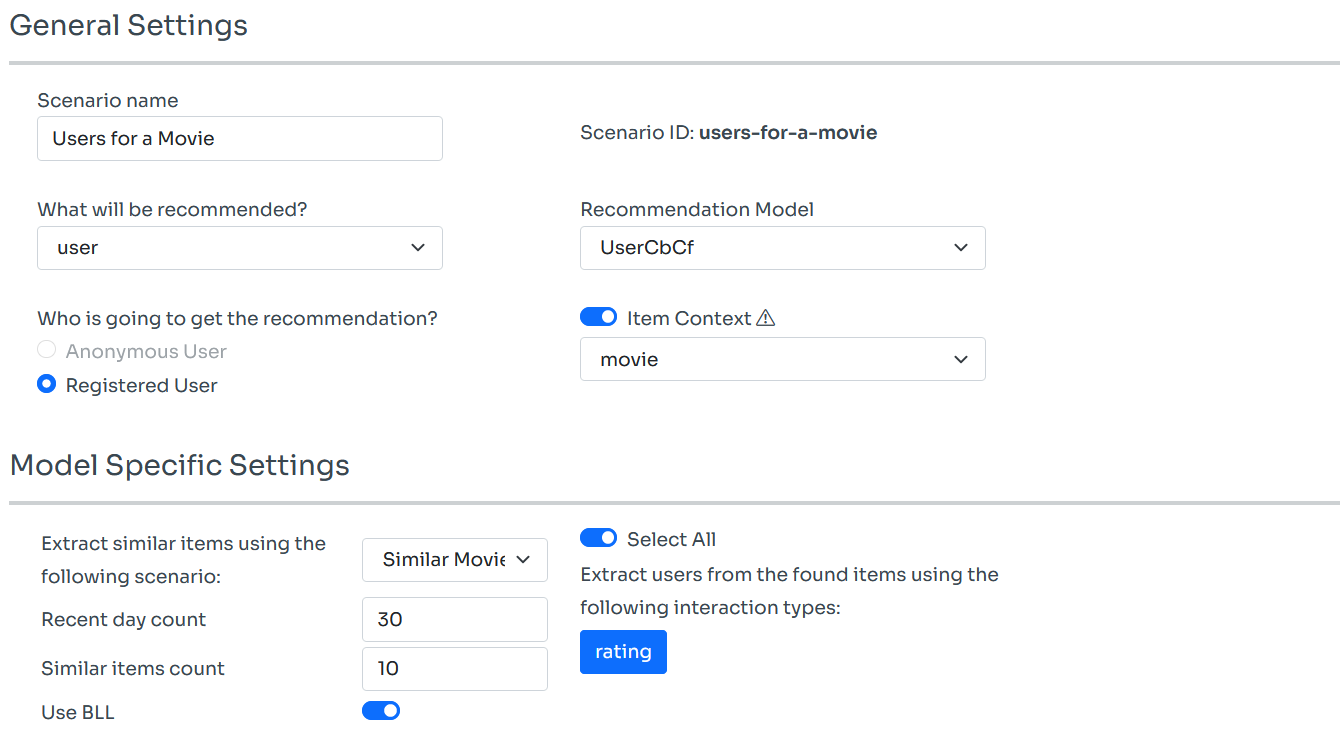 General Settings
Scenario name
Users for a Movie
Scenario ID: users-for-a-movie
What will be recommended?
user
Recommendation Model
UserCbCf
Who is going to get the recommendation?
Anonymous User
Registered User
Item Context
movie
Model Specific Settings
Extract similar items using the
following scenario:
Similar Movie
Recent day count
30
Similar items count
10
Use BLL
Select All
Extract users from the found items using the
following interaction types:
rating